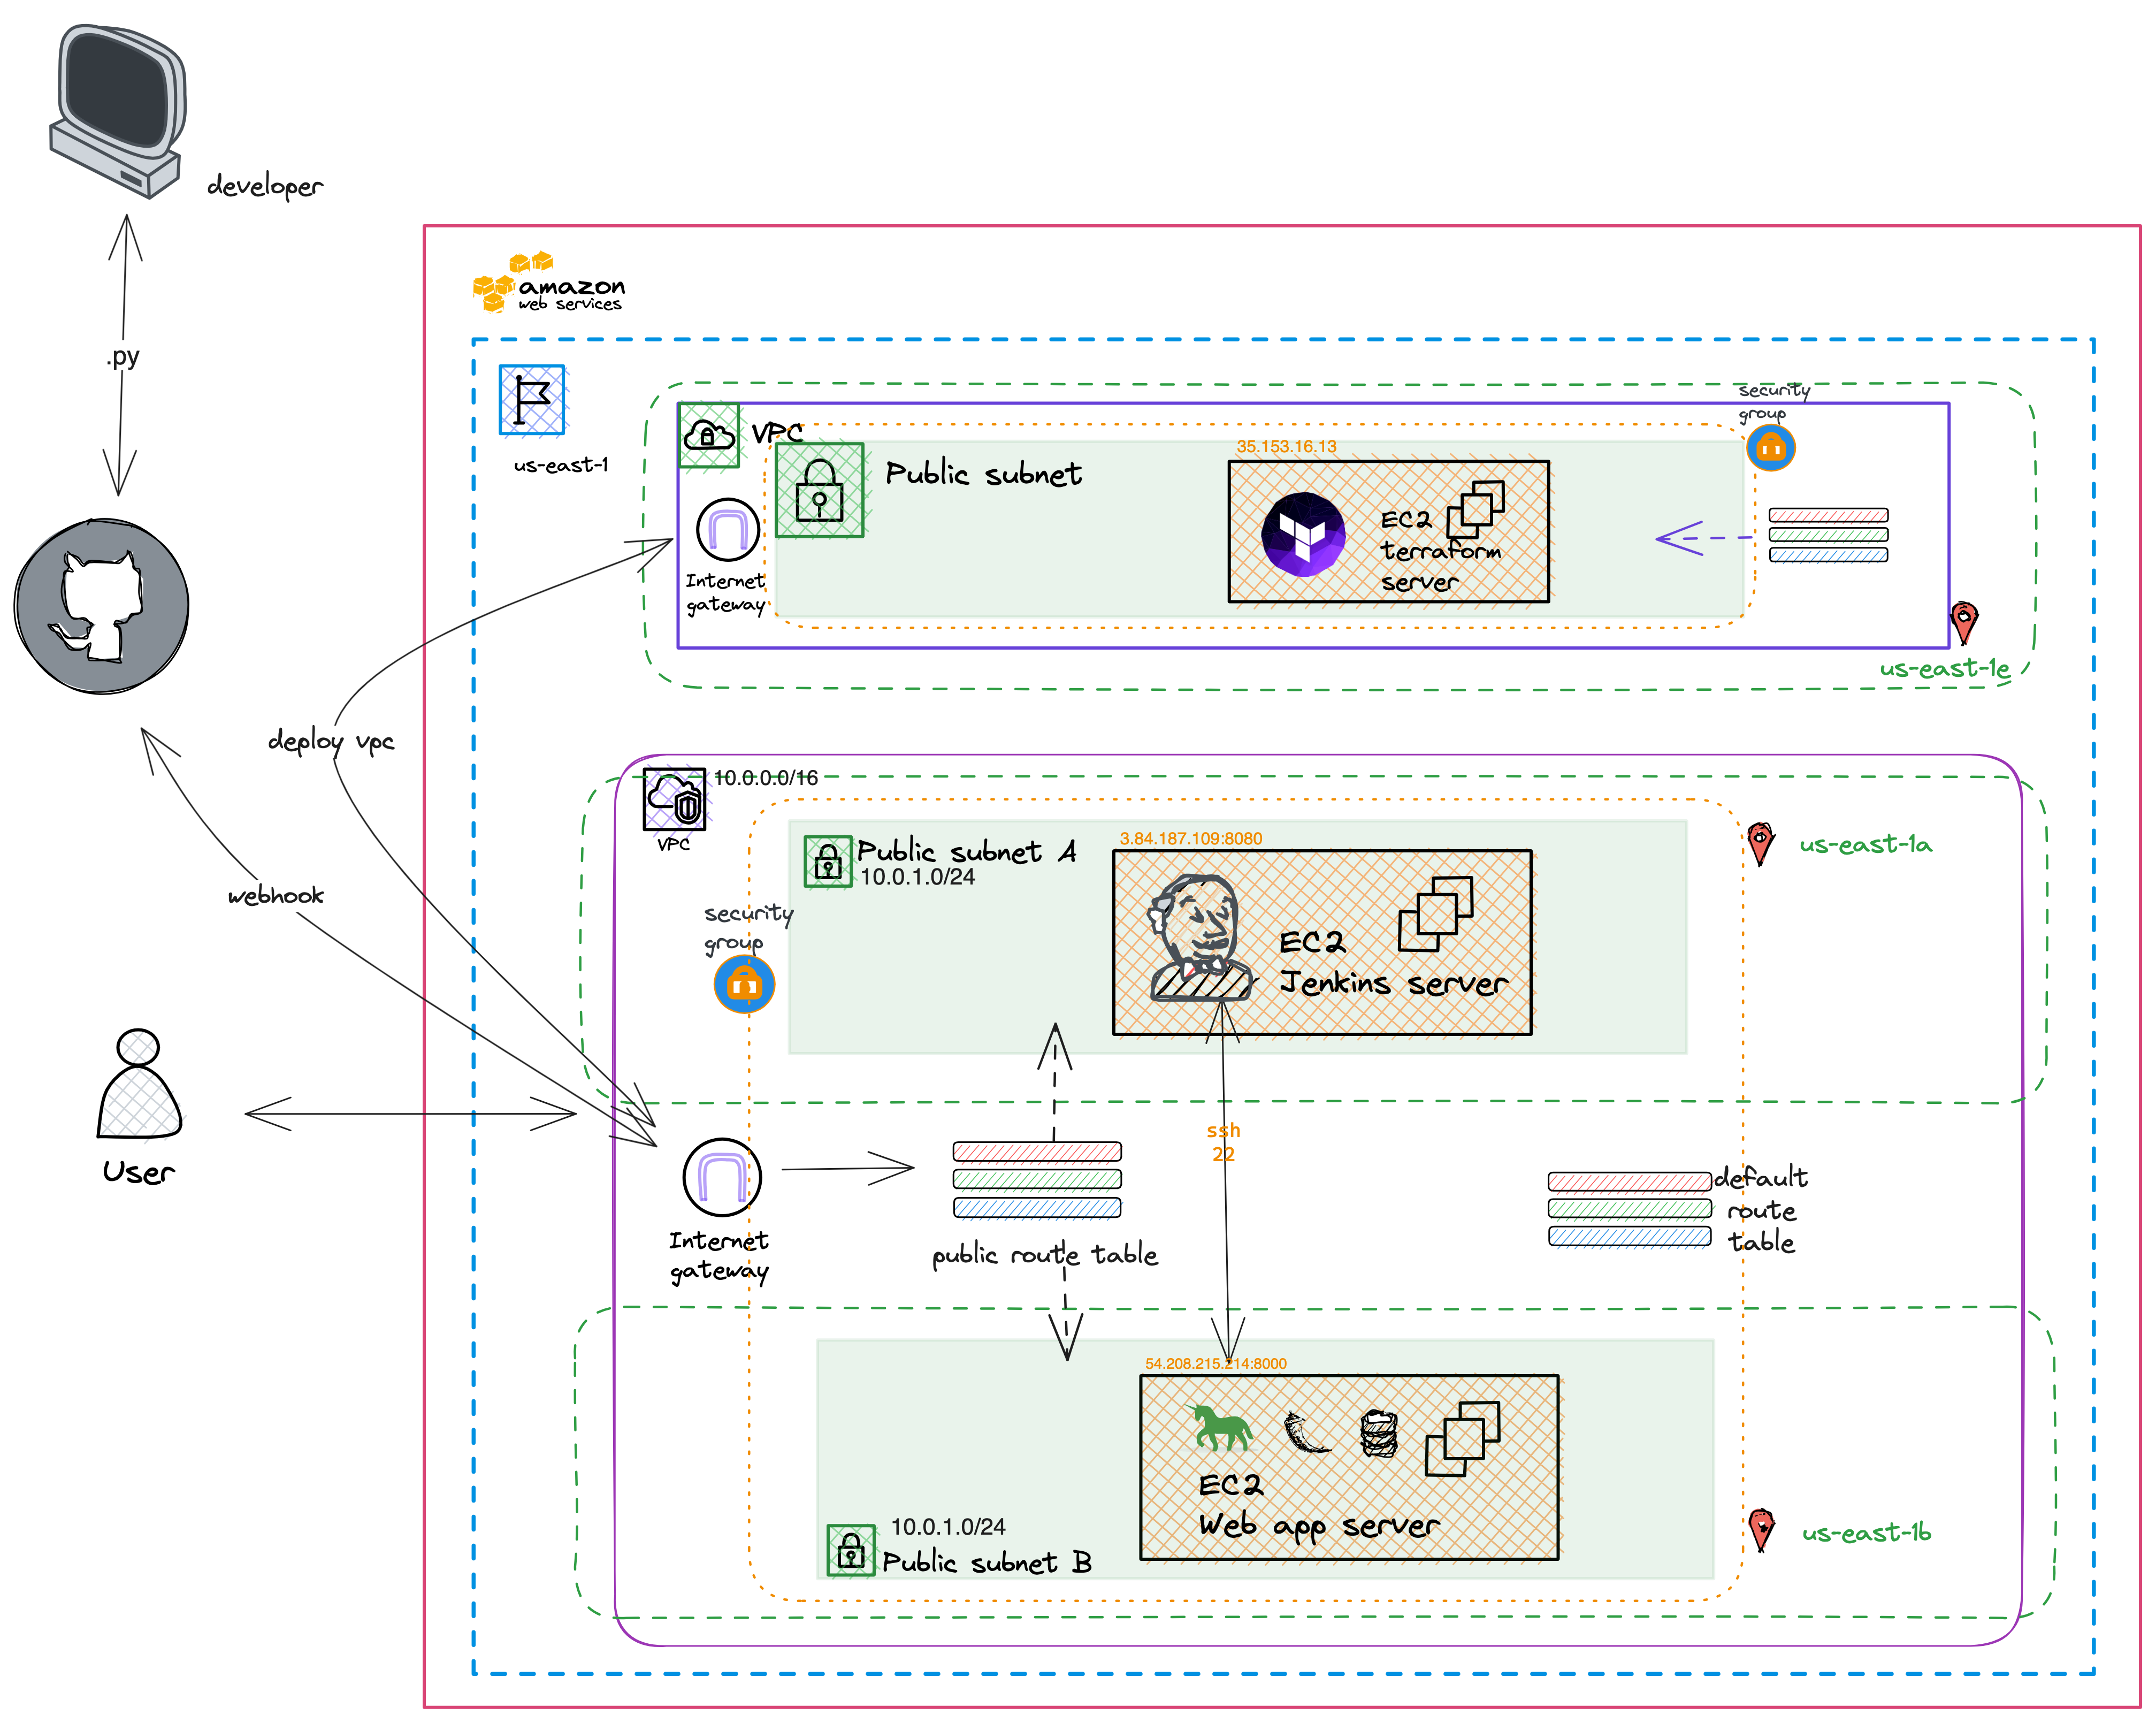 developer
.py
amazon
web services
us-east-1
VPC
security
group
35.153.16.13
Public subnet
EC2
terraform
server
Internet
gateway
us-east-1e
deploy vpc
10.0.0.0/16
VPC
3.84.187.109:8080
Public subnet A
10.0.1.0/24
us-east-1a
webhook
security
group
EC2
Jenkins server
ssh
22
User
Internet
gateway
public route table
default
route
table
54.208.215.214:8000
EC2
Web app server
10.0.1.0/24
Public subnet B
us-east-1b